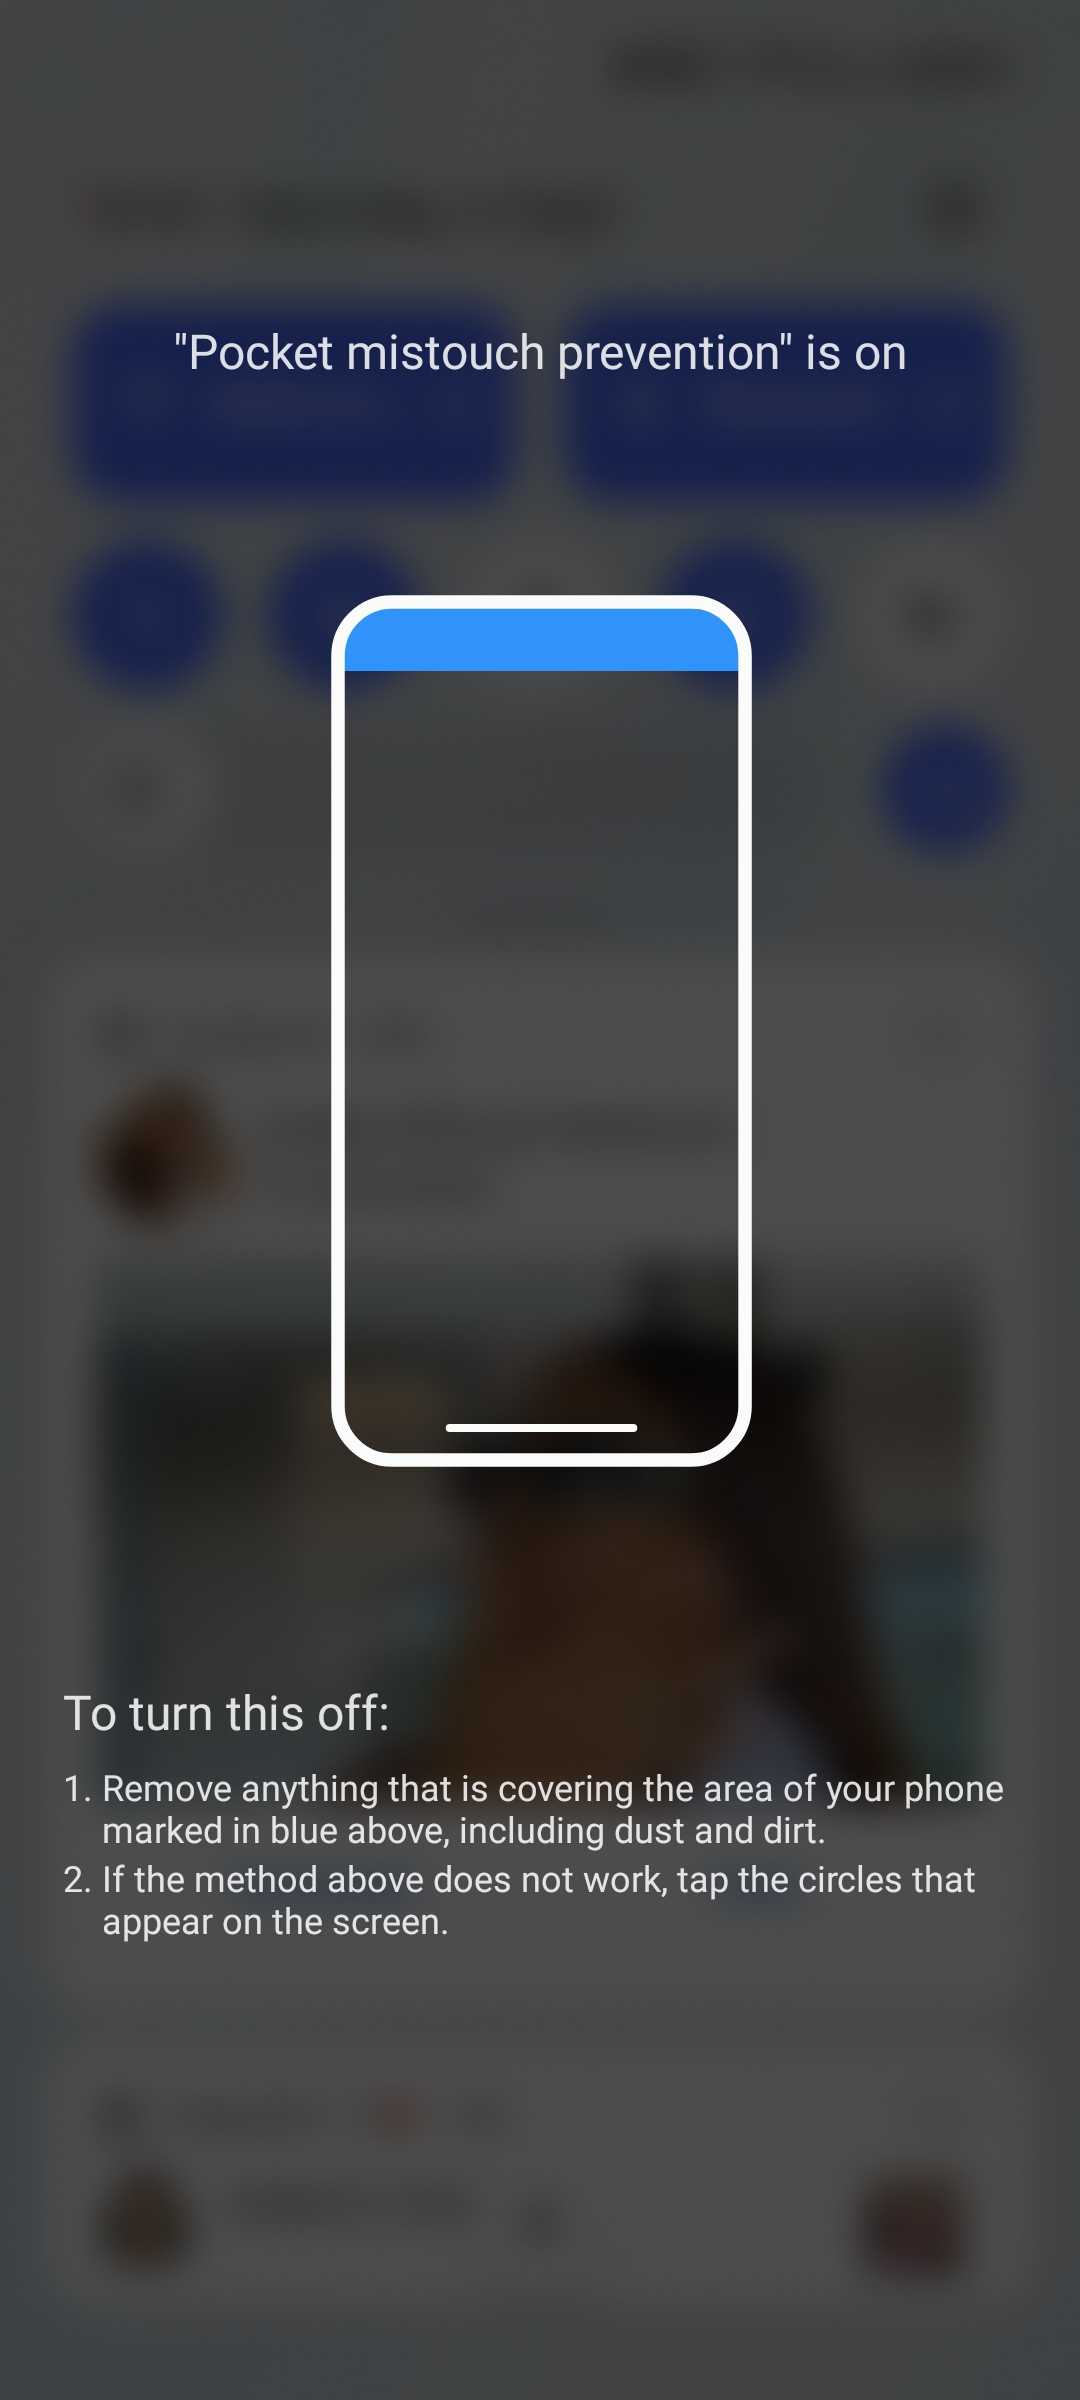 "Pocket mistouch prevention" is on
To turn this off:
1. Remove anything that is covering the area of your phone
marked in blue above, including dust and dirt.
2. If the method above does not work, tap the circles that
appear on the screen.